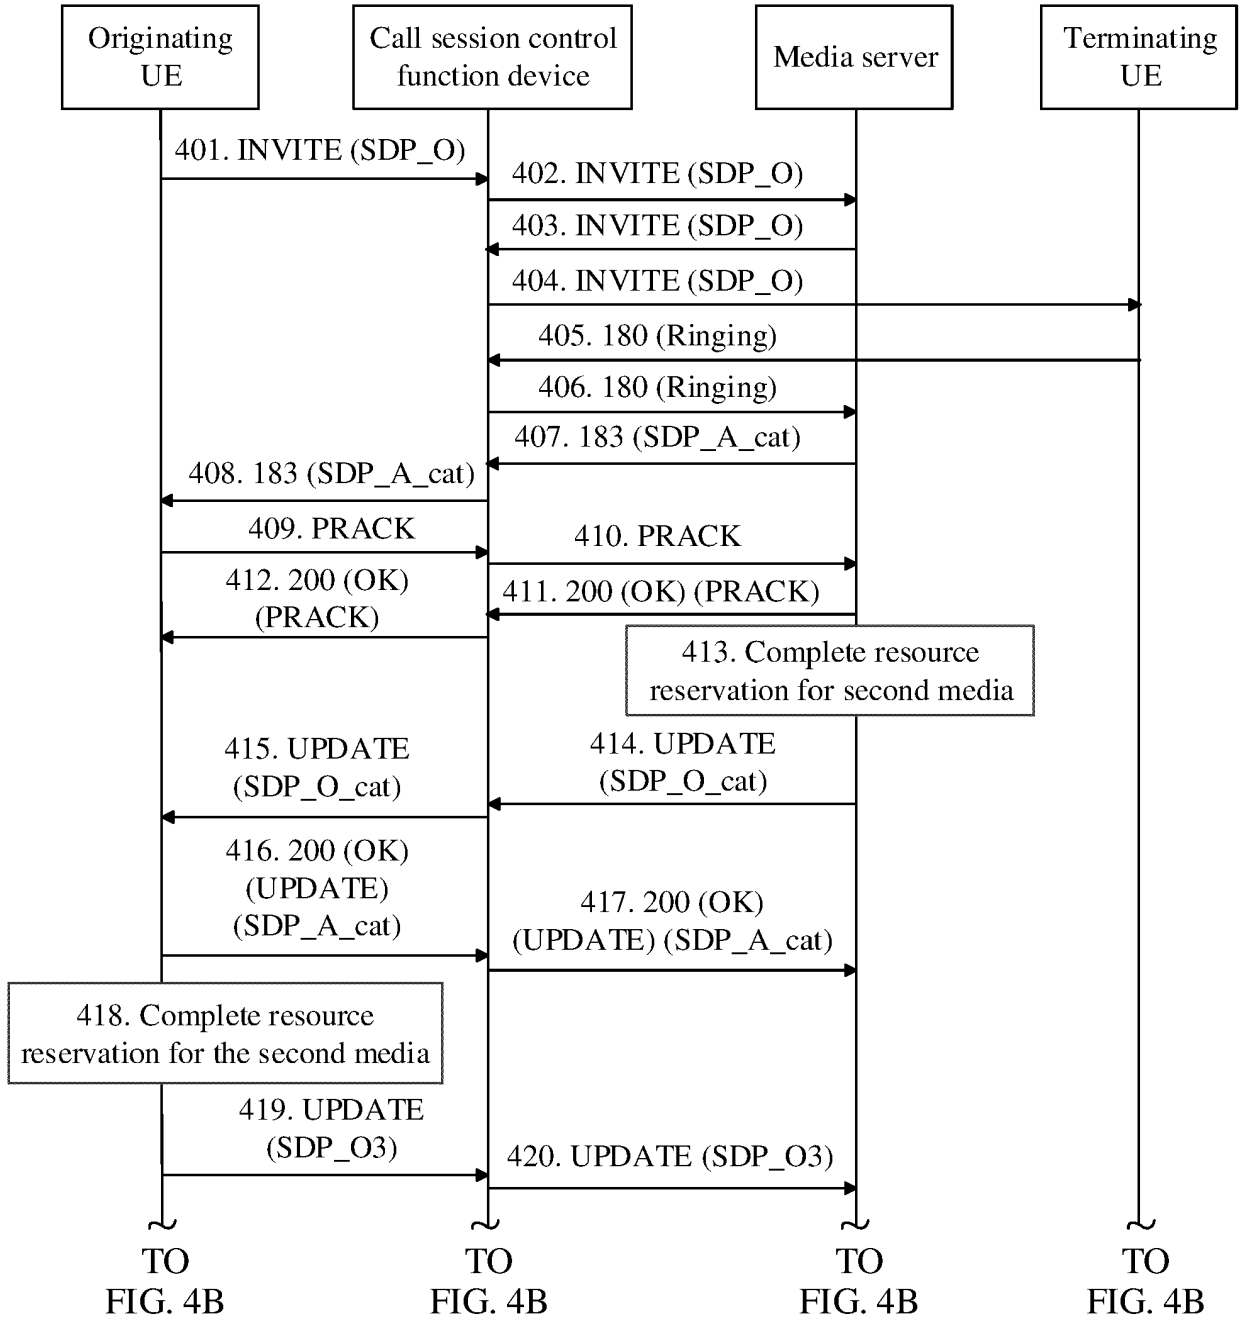 Originating
UE
Call session control
function device
Media server
Terminating
UE
401. INVITE (SDP_O)
402. INVITE (SDP_O)
403. INVITE (SDP_O)
404. INVITE (SDP_O)
405. 180 (Ringing)
406. 180 (Ringing)
407. 183 (SDP_A_cat)
408. 183 (SDP_A_cat)
409. PRACK
410. PRACK
412. 200 (OK)
(PRACK)
411. 200 (OK) (PRACK)
413. Complete resource
reservation for second media
415. UPDATE
(SDP_O_cat)
414. UPDATE
(SDP_O_cat)
416. 200 (OK)
(UPDATE)
(SDP_A_cat)
417. 200 (OK)
(UPDATE) (SDP_A_cat)
418. Complete resource
reservation for the second media
419. UPDATE
(SDP_O3)
420. UPDATE (SDP_O3)
TO
FIG. 4B
TO
FIG. 4B
TO
FIG. 4B
TO
FIG. 4B